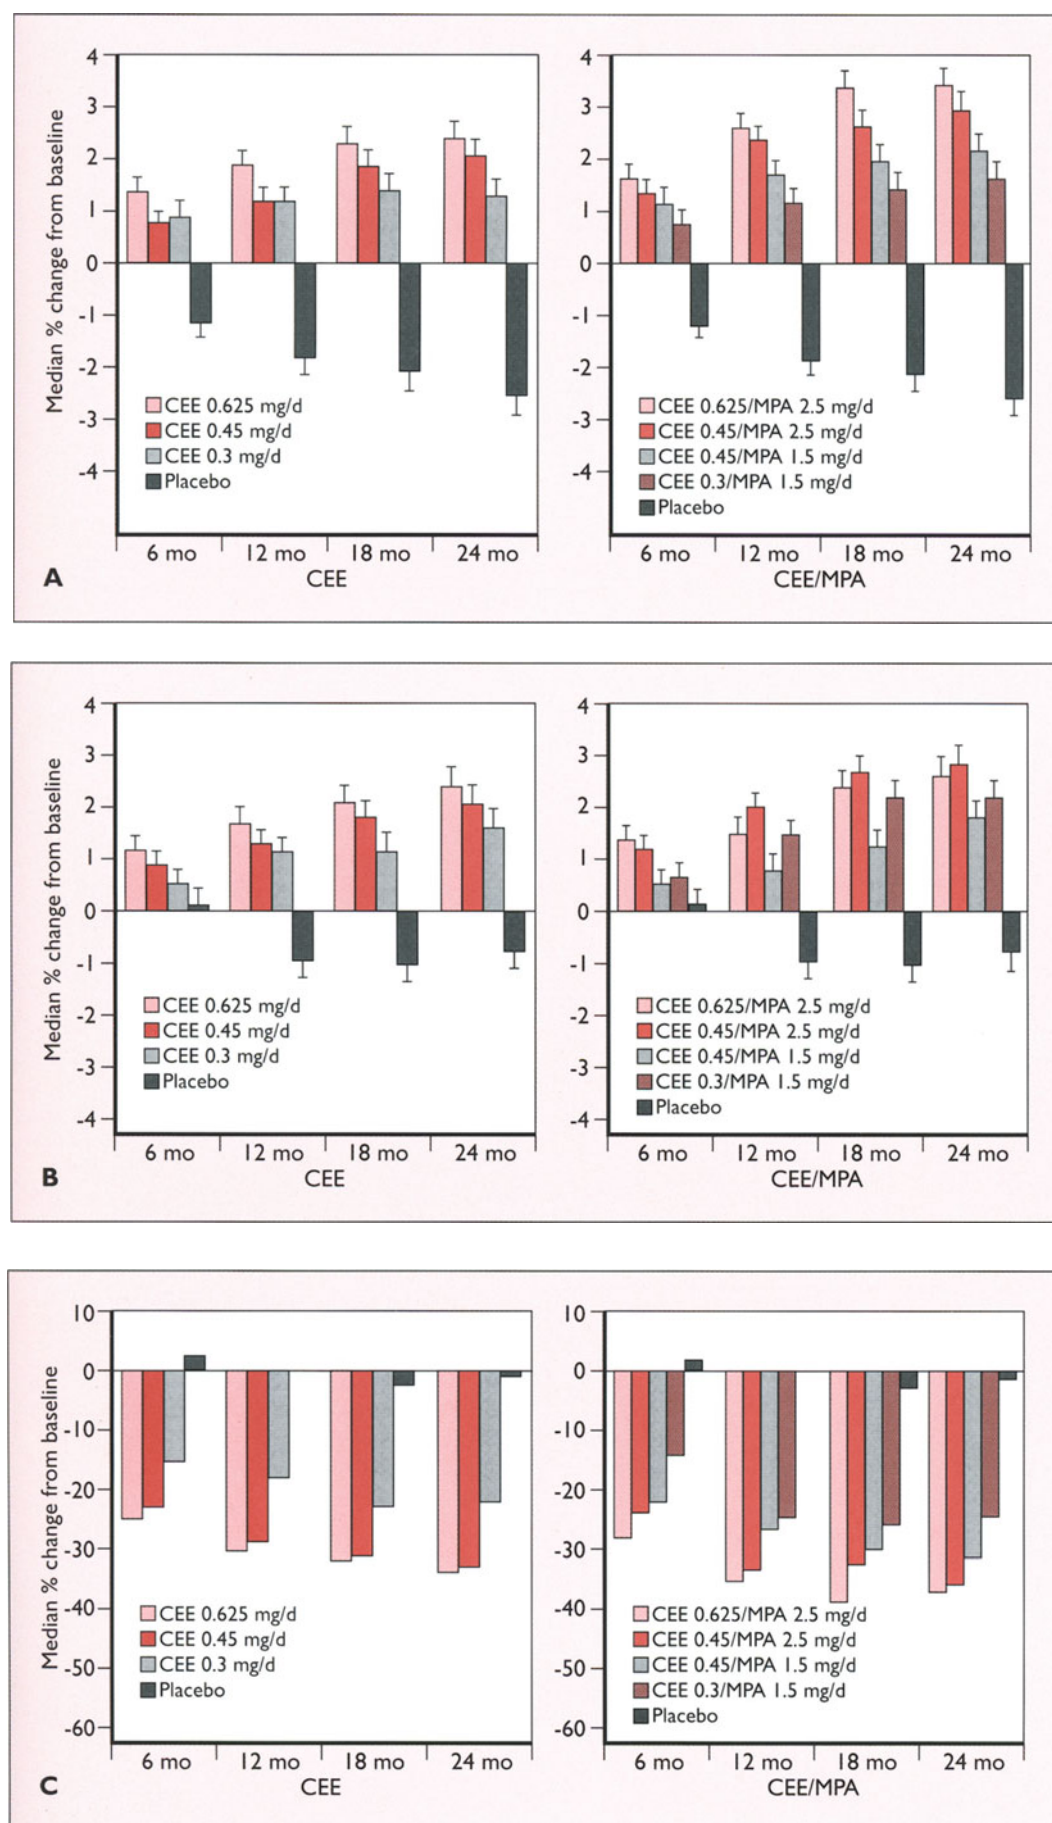 4
3
2
1
0
-1
-2
-3
-4
Median % change from baseline
CEE 0.625 mg/d
CEE 0.45 mg/d
CEE 0.3 mg/d
Placebo
6 mo 12 mo 18 mo 24 mo
CEE
A
4
3
2
1
0
-1
-2
-3
-4
CEE 0.625/MPA 2.5 mg/d
CEE 0.45/MPA 2.5 mg/d
CEE 0.45/MPA 1.5 mg/d
CEE 0.3/MPA 1.5 mg/d
Placebo
6 mo 12 mo 18 mo 24 mo
CEE/MPA
4
3
2
1
0
-1
-2
-3
-4
Median % change from baseline
CEE 0.625 mg/d
CEE 0.45 mg/d
CEE 0.3 mg/d
Placebo
6 mo 12 mo 18 mo 24 mo
CEE
B
4
3
2
1
0
-1
-2
-3
-4
CEE 0.625/MPA 2.5 mg/d
CEE 0.45/MPA 2.5 mg/d
CEE 0.45/MPA 1.5 mg/d
CEE 0.3/MPA 1.5 mg/d
Placebo
6 mo 12 mo 18 mo 24 mo
CEE/MPA
10
0
-10
-20
-30
-40
-50
-60
Median % change from baseline
CEE 0.625 mg/d
CEE 0.45 mg/d
CEE 0.3 mg/d
Placebo
6 mo 12 mo 18 mo 24 mo
CEE
C
10
0
-10
-20
-30
-40
-50
-60
CEE 0.625/MPA 2.5 mg/d
CEE 0.45/MPA 2.5 mg/d
CEE 0.45/MPA 1.5 mg/d
CEE 0.3/MPA 1.5 mg/d
Placebo
6 mo 12 mo 18 mo 24 mo
CEE/MPA